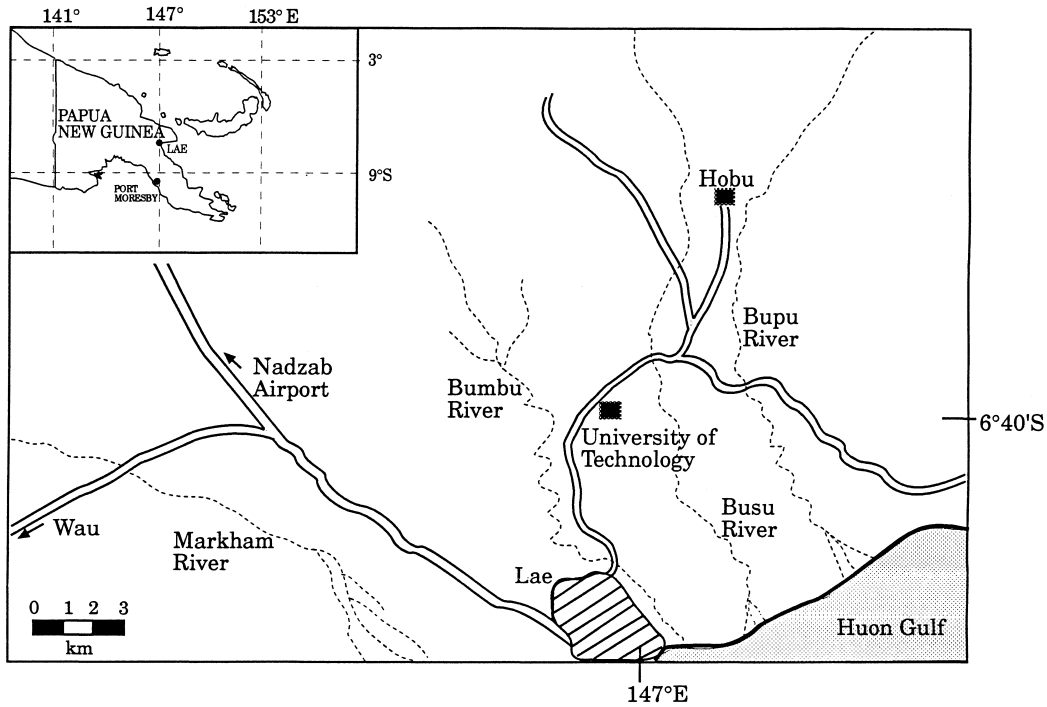 141° 147° 153° E
3°
PAPUA
NEW GUINEA
LAE
9°S
PORT
MORESBY
Hobu
Bupu
River
Nadzab
Airport
Bumbu
River
6°40'S
University of
Technology
Busu
River
Wau
Markham
River
Lae
0 1 2 3
km
Huon Gulf
147°E